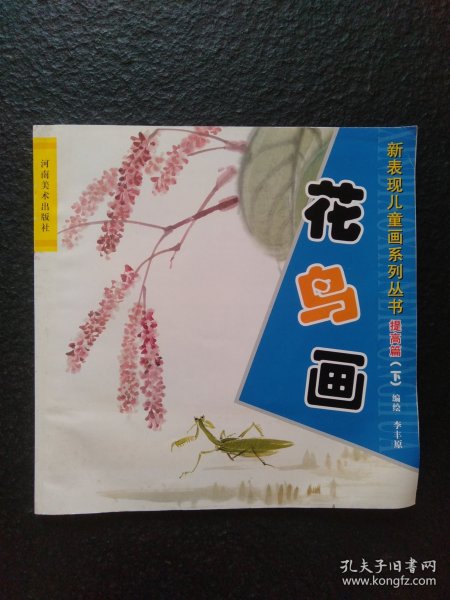 新表现儿童画系列丛书
提高篇(下)
编绘 李丰原
花鸟画
河南美术出版社
孔夫子旧书网
www.kongfz.com